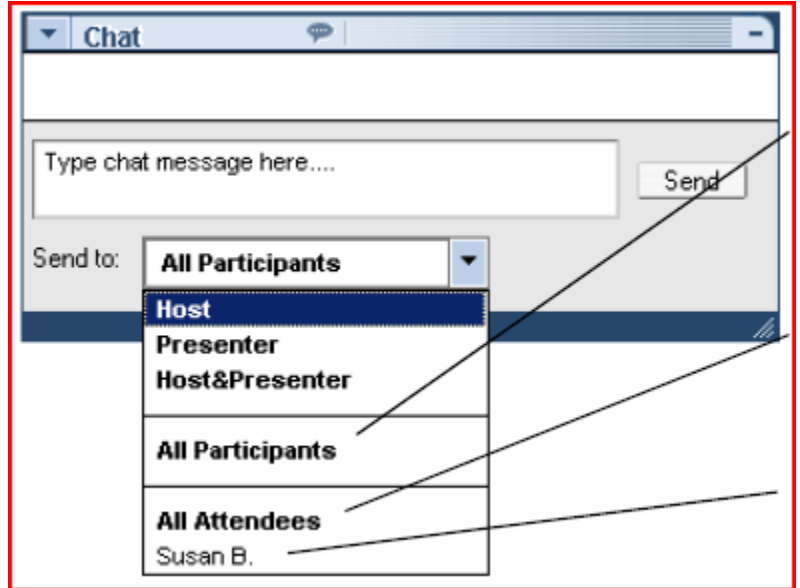 Chat
Type chat message here....
Send
Send to:
All Participants
Host
Presenter
Host&Presenter
All Participants
All Attendees
Susan B.